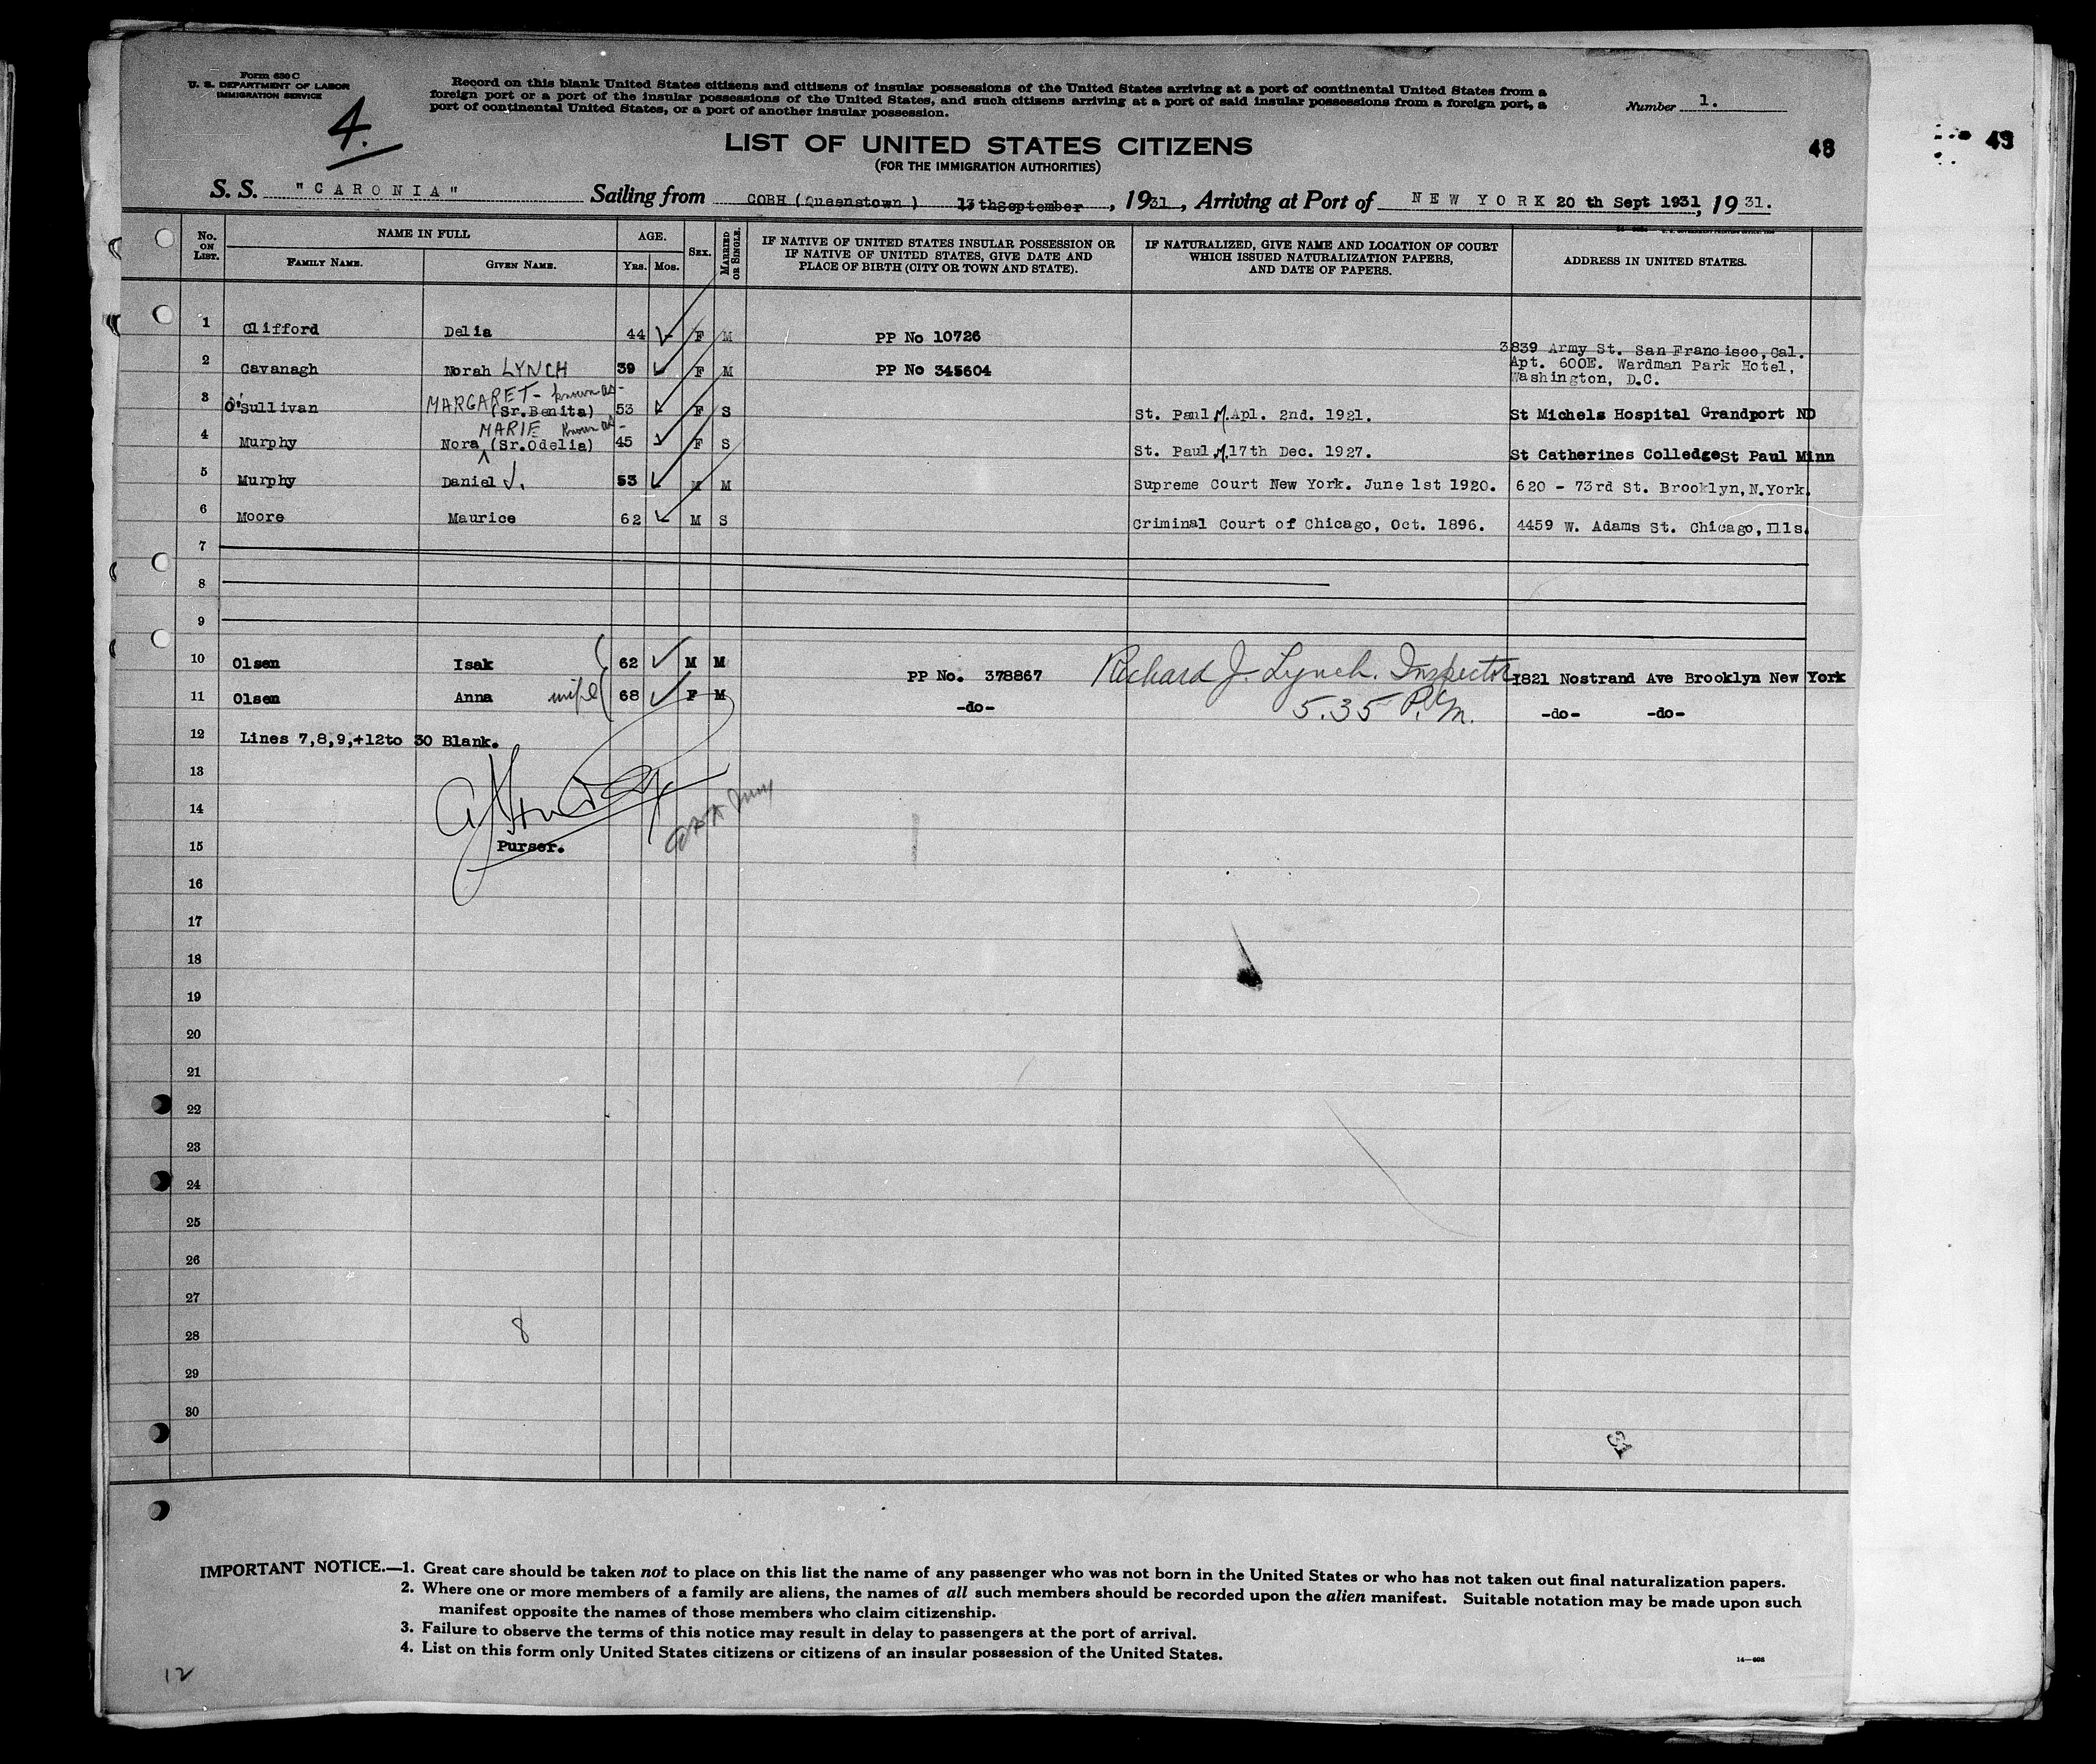 Form 630 C
U. S. DEPARTMENT OF LABOR
IMMIGRATION SERVICE
4.
Record on this blank United States citizens and citizens of insular possessions of the United States arriving at a port of continental United States from a
foreign port or a port of the insular possessions of the United States, and such citizens arriving at a port of said insular possessions from a foreign port, a
port of continental United States, or a port of another insular possession.
Number 1.
LIST OF UNITED STATES CITIZENS
(FOR THE IMMIGRATION AUTHORITIES)
48 43
S. S. "CARONIA" Sailing from COBH (Queenstown) 13thSeptember, 1931, Arriving at Port of NEW YORK 20 th Sept 1931, 1931.
No. ON LIST. NAME IN FULL FAMILY NAME. GIVEN NAME. AGE. YRS. MOS. SEX. MARRIED OR SINGLE. IF NATIVE OF UNITED STATES INSULAR POSSESSION OR IF NATIVE OF UNITED STATES, GIVE DATE AND PLACE OF BIRTH (CITY OR TOWN AND STATE). IF NATURALIZED, GIVE NAME AND LOCATION OF COURT WHICH ISSUED NATURALIZATION PAPERS, AND DATE OF PAPERS. ADDRESS IN UNITED STATES.
1 Clifford Delia 44 F M PP No 10726 3839 Army St. San Francisco, Cal.
2 Cavanagh Norah LYNCH 39 F M PP No 345604 Apt. 600E. Wardman Park Hotel,
Washington, D.C.
MARGARET - known as -
3 O'Sullivan (Sr.Benita) 53 F S St. Paul M. Apl. 2nd. 1921. St Michels Hospital Grandport ND
MARIE known as -
4 Murphy Nora (Sr.Odelia) 45 F S St. Paul M. 17th Dec. 1927. St Catherines Colledge St Paul Minn
5 Murphy Daniel J. 53 M M Supreme Court New York. June 1st 1920. 620 - 73rd St. Brooklyn, N.York.
6 Moore Maurice 62 M S Criminal Court of Chicago, Oct. 1896. 4459 W. Adams St. Chicago, Ills.
7
8
9
10 Olsen Isak 62 M M PP No. 378867 Richard J. Lynch. Inspector 1821 Nostrand Ave Brooklyn New York
11 Olsen Anna wife 68 F M -do- 5.35 P.M. -do- -do-
12 Lines 7,8,9,+12to 30 Blank.
13
14
15 Purser.
16
17
18
19
20
21
22
23
24
25
26
27
28 8
29
30
31
IMPORTANT NOTICE.—1. Great care should be taken not to place on this list the name of any passenger who was not born in the United States or who has not taken out final naturalization papers.
2. Where one or more members of a family are aliens, the names of all such members should be recorded upon the alien manifest. Suitable notation may be made upon such
manifest opposite the names of those members who claim citizenship.
3. Failure to observe the terms of this notice may result in delay to passengers at the port of arrival.
4. List on this form only United States citizens or citizens of an insular possession of the United States.
12